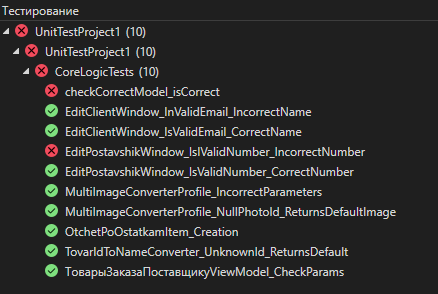 Тестирование
UnitTestProject1 (10)
UnitTestProject1 (10)
CoreLogicTests (10)
checkCorrectModel_isCorrect
EditClientWindow_InValidEmail_IncorrectName
EditClientWindow_IsValidEmail_CorrectName
EditPostavshikWindow_IsIValidNumber_IncorrectNumber
EditPostavshikWindow_IsValidNumber_CorrectNumber
MultiImageConverterProfile_IncorrectParameters
MultiImageConverterProfile_NullPhotoId_ReturnsDefaultImage
OtchetPoOstatkamItem_Creation
TovarIdToNameConverter_UnknownId_ReturnsDefault
ТоварыЗаказаПоставщикуViewModel_CheckParams